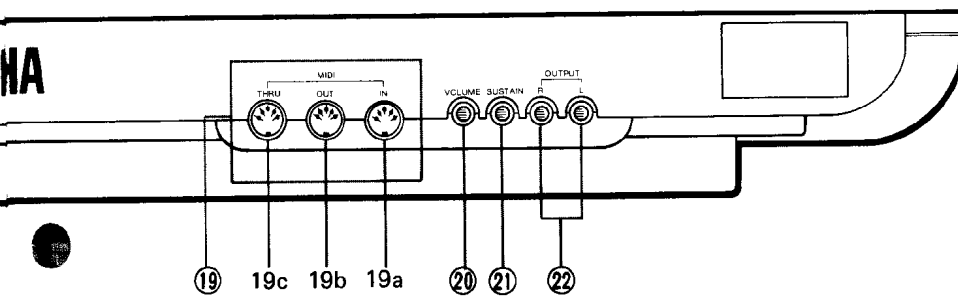 HA
MIDI
OUTPUT
THRU OUT IN
VOLUME SUSTAIN R L
⑲ 19c 19b 19a ⑳ ㉑ ㉒